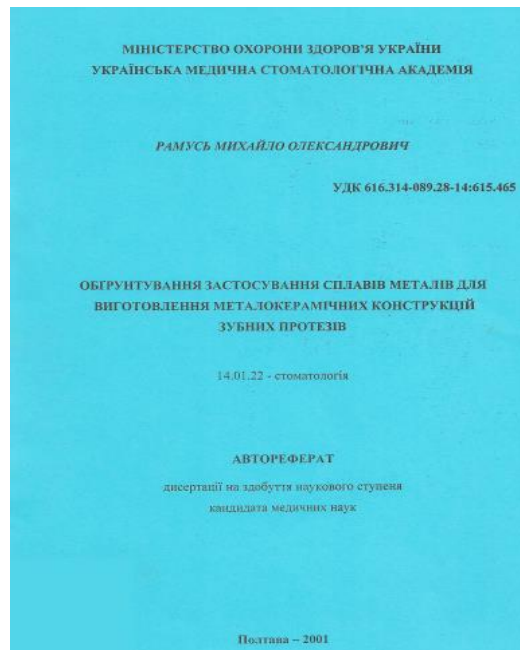 МІНІСТЕРСТВО ОХОРОНИ ЗДОРОВ'Я УКРАЇНИ
УКРАЇНСЬКА МЕДИЧНА СТОМАТОЛОГІЧНА АКАДЕМІЯ
РАМУСЬ МИХАЙЛО ОЛЕКСАНДРОВИЧ
УДК 616.314-089.28-14:615.465
ОБҐРУНТУВАННЯ ЗАСТОСУВАННЯ СПЛАВІВ МЕТАЛІВ ДЛЯ
ВИГОТОВЛЕННЯ МЕТАЛОКЕРАМІЧНИХ КОНСТРУКЦІЙ
ЗУБНИХ ПРОТЕЗІВ
14.01.22 - стоматологія
АВТОРЕФЕРАТ
дисертації на здобуття наукового ступеня
кандидата медичних наук
Полтава – 2001